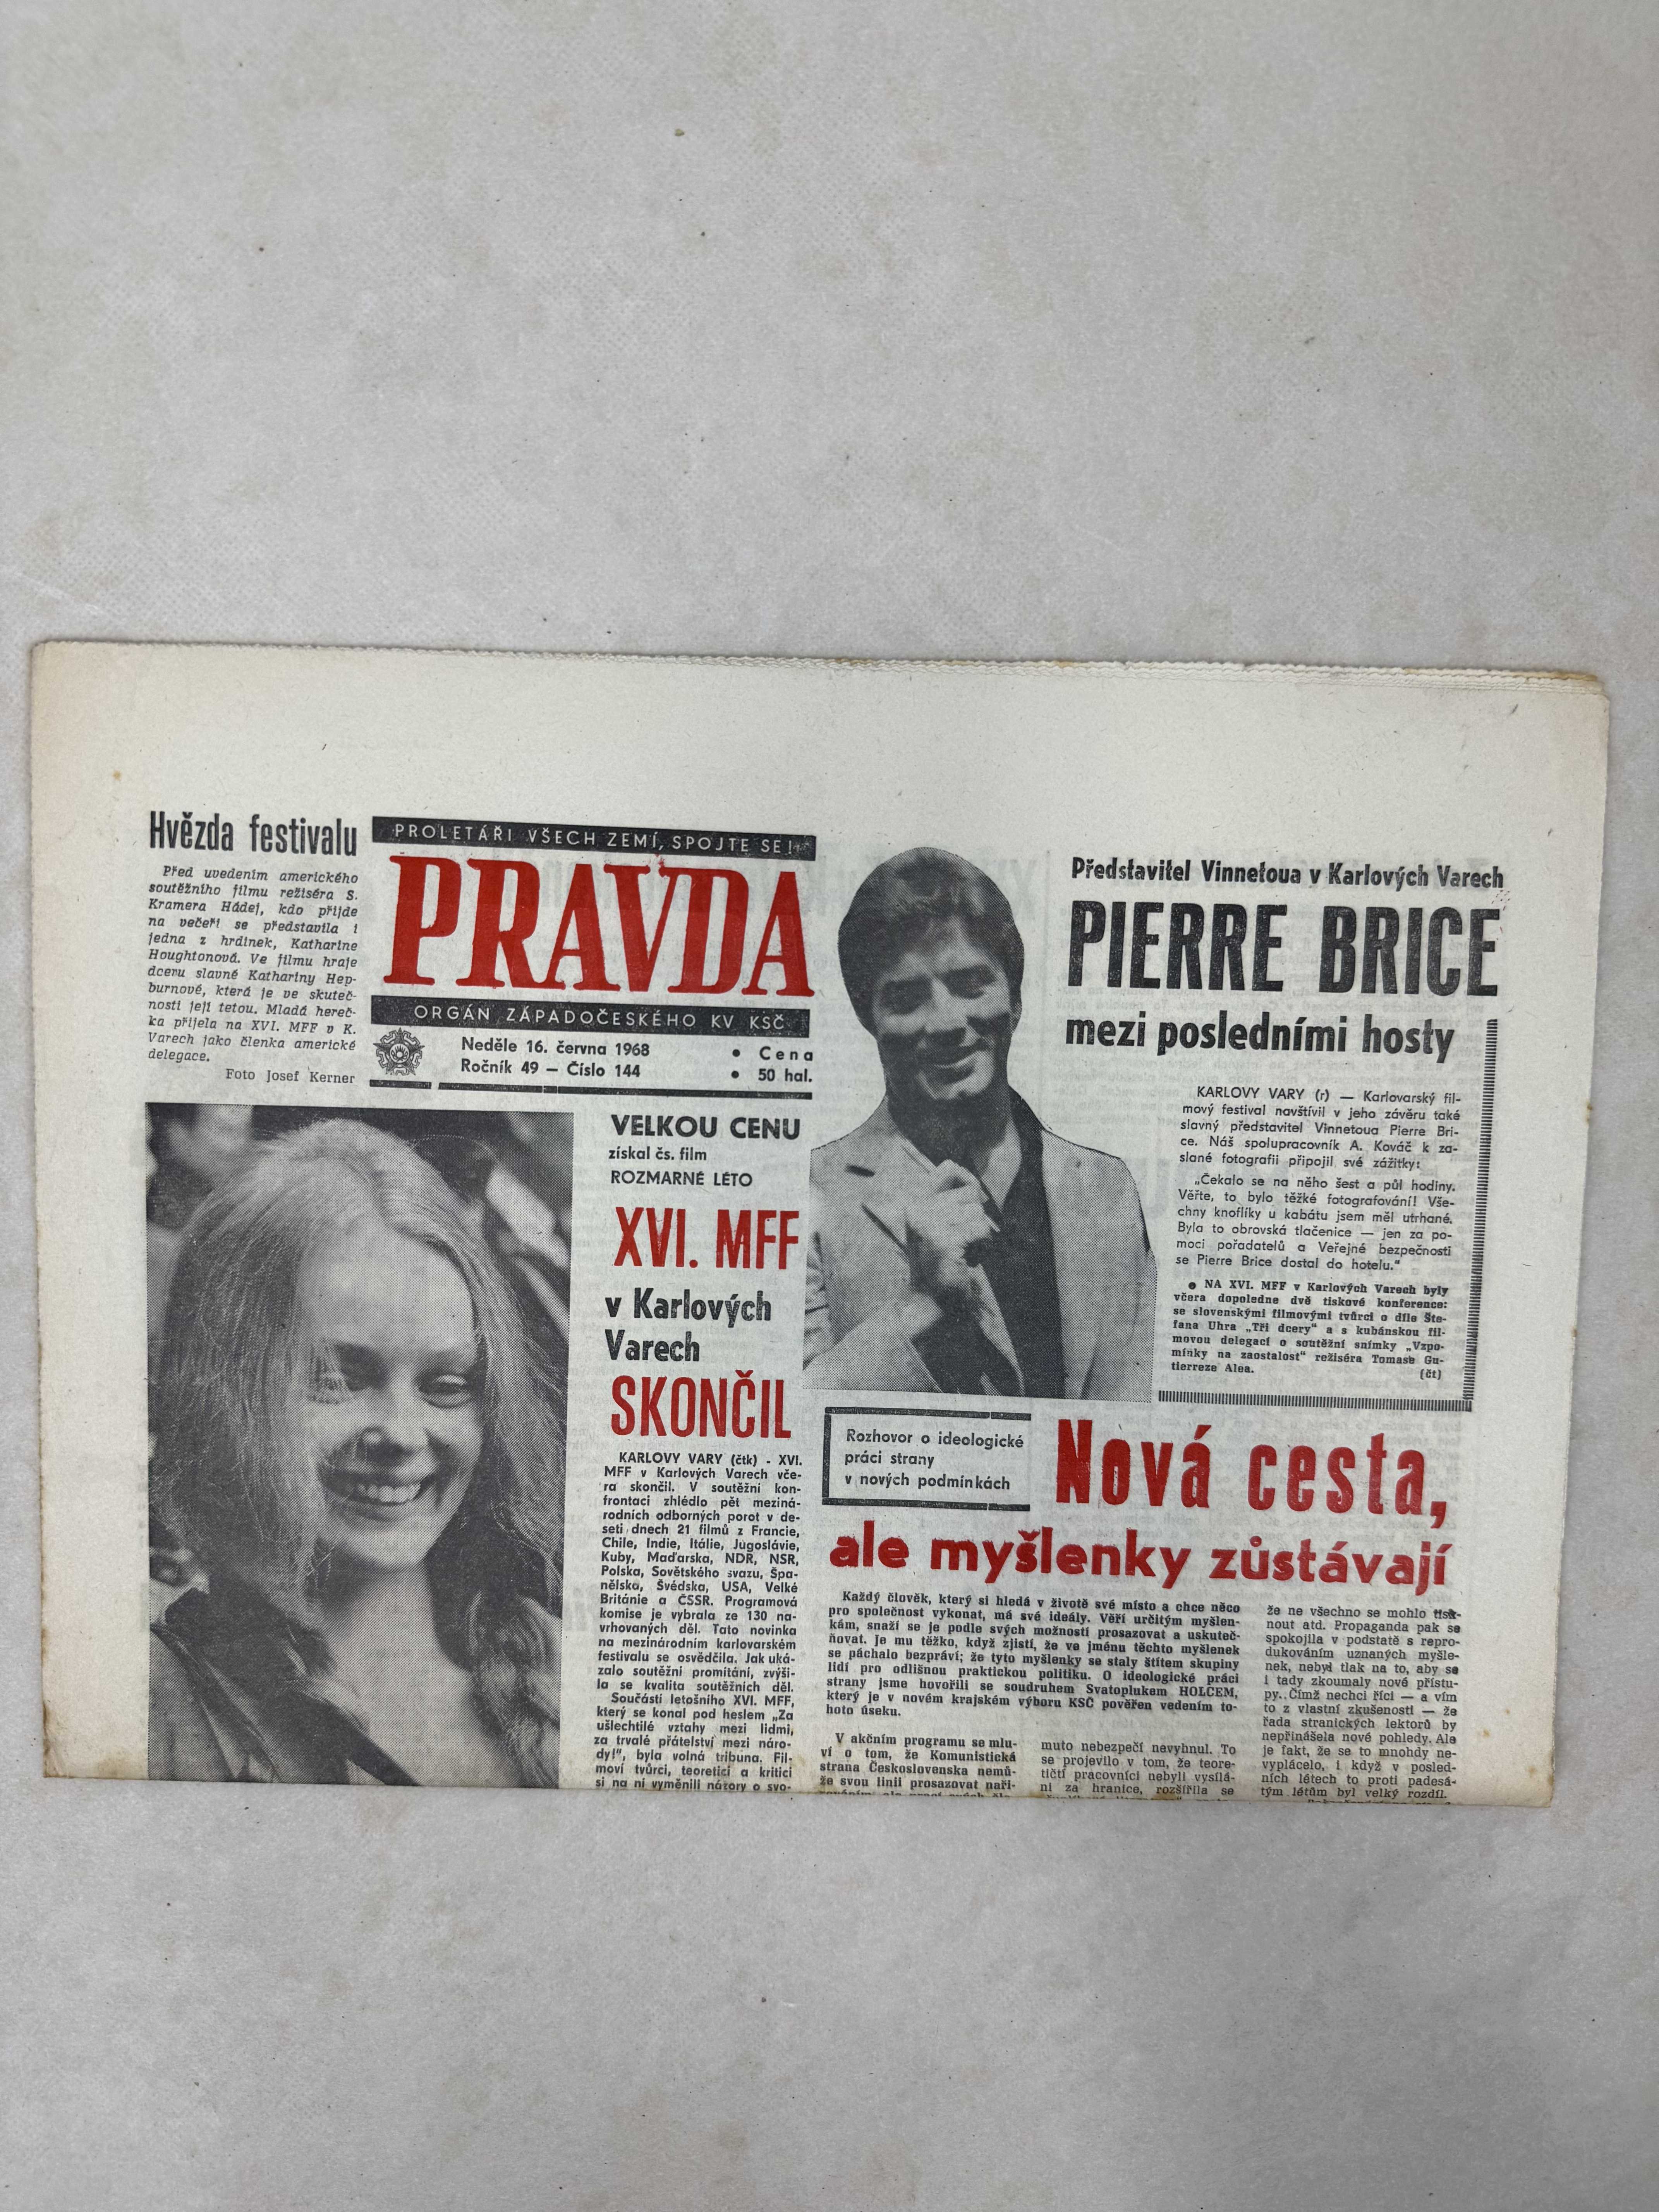 Hvězda festivalu
Před uvedením amerického
soutěžního filmu režiséra S.
Kramera Hádej, kdo přijde
na večeři se představila i
jedna z hrdinek, Katharine
Houghtonová. Ve filmu hraje
dceru slavné Kathariny Hep-
burnové, která je ve skuteč-
nosti její tetou. Mladá hereč-
ka přijela na XVI. MFF v K.
Varech jako členka americké
delegace.
Foto Josef Kerner
PROLETÁŘI VŠECH ZEMÍ, SPOJTE SE!
PRAVDA
ORGÁN ZÁPADOČESKÉHO KV KSČ
Neděle 16. června 1968
Ročník 49 — Číslo 144
• Cena
• 50 hal.
VELKOU CENU
získal čs. film
ROZMARNÉ LÉTO
XVI. MFF
v Karlových
Varech
SKONČIL
KARLOVY VARY (čtk) - XVI.
MFF v Karlových Varech vče-
ra skončil. V soutěžní kon-
frontaci zhlédlo pět meziná-
rodních odborných porot v de-
seti dnech 21 filmů z Francie,
Chile, Indie, Itálie, Jugoslávie,
Kuby, Maďarska, NDR, NSR,
Polska, Sovětského svazu, Špa-
nělska, Švédska, USA, Velké
Británie a ČSSR. Programová
komise je vybrala ze 130 na-
vrhovaných děl. Tato novinka
na mezinárodním karlovarském
festivalu se osvědčila. Jak uká-
zalo soutěžní promítání, zvýši-
la se kvalita soutěžních děl.
Součástí letošního XVI. MFF,
který se konal pod heslem „Za
ušlechtilé vztahy mezi lidmi,
za trvalé přátelství mezi náro-
dy!", byla volná tribuna. Fil-
moví tvůrci, teoretici a kritici
si na ní vyměnili názory o svo-
Představitel Vinnetoua v Karlových Varech
PIERRE BRICE
mezi posledními hosty
KARLOVY VARY (r) — Karlovarský fil-
mový festival navštívil v jeho závěru také
slavný představitel Vinnetoua Pierre Bri-
ce. Náš spolupracovník A. Kováč k za-
slané fotografii připojil své zážitky:
„Čekalo se na něho šest a půl hodiny.
Věřte, to bylo těžké fotografování! Vše-
chny knoflíky u kabátu jsem měl utrhané.
Byla to obrovská tlačenice — jen za po-
moci pořadatelů a Veřejné bezpečnosti
se Pierre Brice dostal do hotelu."
• NA XVI. MFF v Karlových Varech byly
včera dopoledne dvě tiskové konference:
se slovenskými filmovými tvůrci o díle Šte-
fana Uhra „Tři dcery" a s kubánskou fil-
movou delegací o soutěžní snímky „Vzpo-
mínky na zaostalost" režiséra Tomase Gu-
tierreze Alea.
(čt)
Rozhovor o ideologické
práci strany
v nových podmínkách
Nová cesta,
ale myšlenky zůstávají
Každý člověk, který si hledá v životě své místo a chce něco
pro společnost vykonat, má své ideály. Věří určitým myšlen-
kám, snaží se je podle svých možností prosazovat a uskuteč-
ňovat. Je mu těžko, když zjistí, že ve jménu těchto myšlenek
se páchalo bezpráví; že tyto myšlenky se staly štítem skupiny
lidí pro odlišnou praktickou politiku. O ideologické práci
strany jsme hovořili se soudruhem Svatoplukem HOLCEM,
který je v novém krajském výboru KSČ pověřen vedením to-
hoto úseku.
V akčním programu se mlu-
ví o tom, že Komunistická
strana Československa nemů-
že svou linii prosazovat naři-
muto nebezpečí nevyhnul. To
se projevilo v tom, že teore-
tičtí pracovníci nebyli vysílá-
ni za hranice, rozšířila se
že ne všechno se mohlo tisk-
nout atd. Propaganda pak se
spokojila v podstatě s repro-
dukováním uznaných myšle-
nek, nebyl tlak na to, aby se
i tady zkoumaly nové přístu-
py. Čímž nechci říci — a vím
to z vlastní zkušenosti — že
řada stranických lektorů by
nepřinášela nové pohledy. Ale
je fakt, že se to mnohdy ne-
vyplácelo, i když v posled-
ních létech to proti padesá-
tým létům byl velký rozdíl.